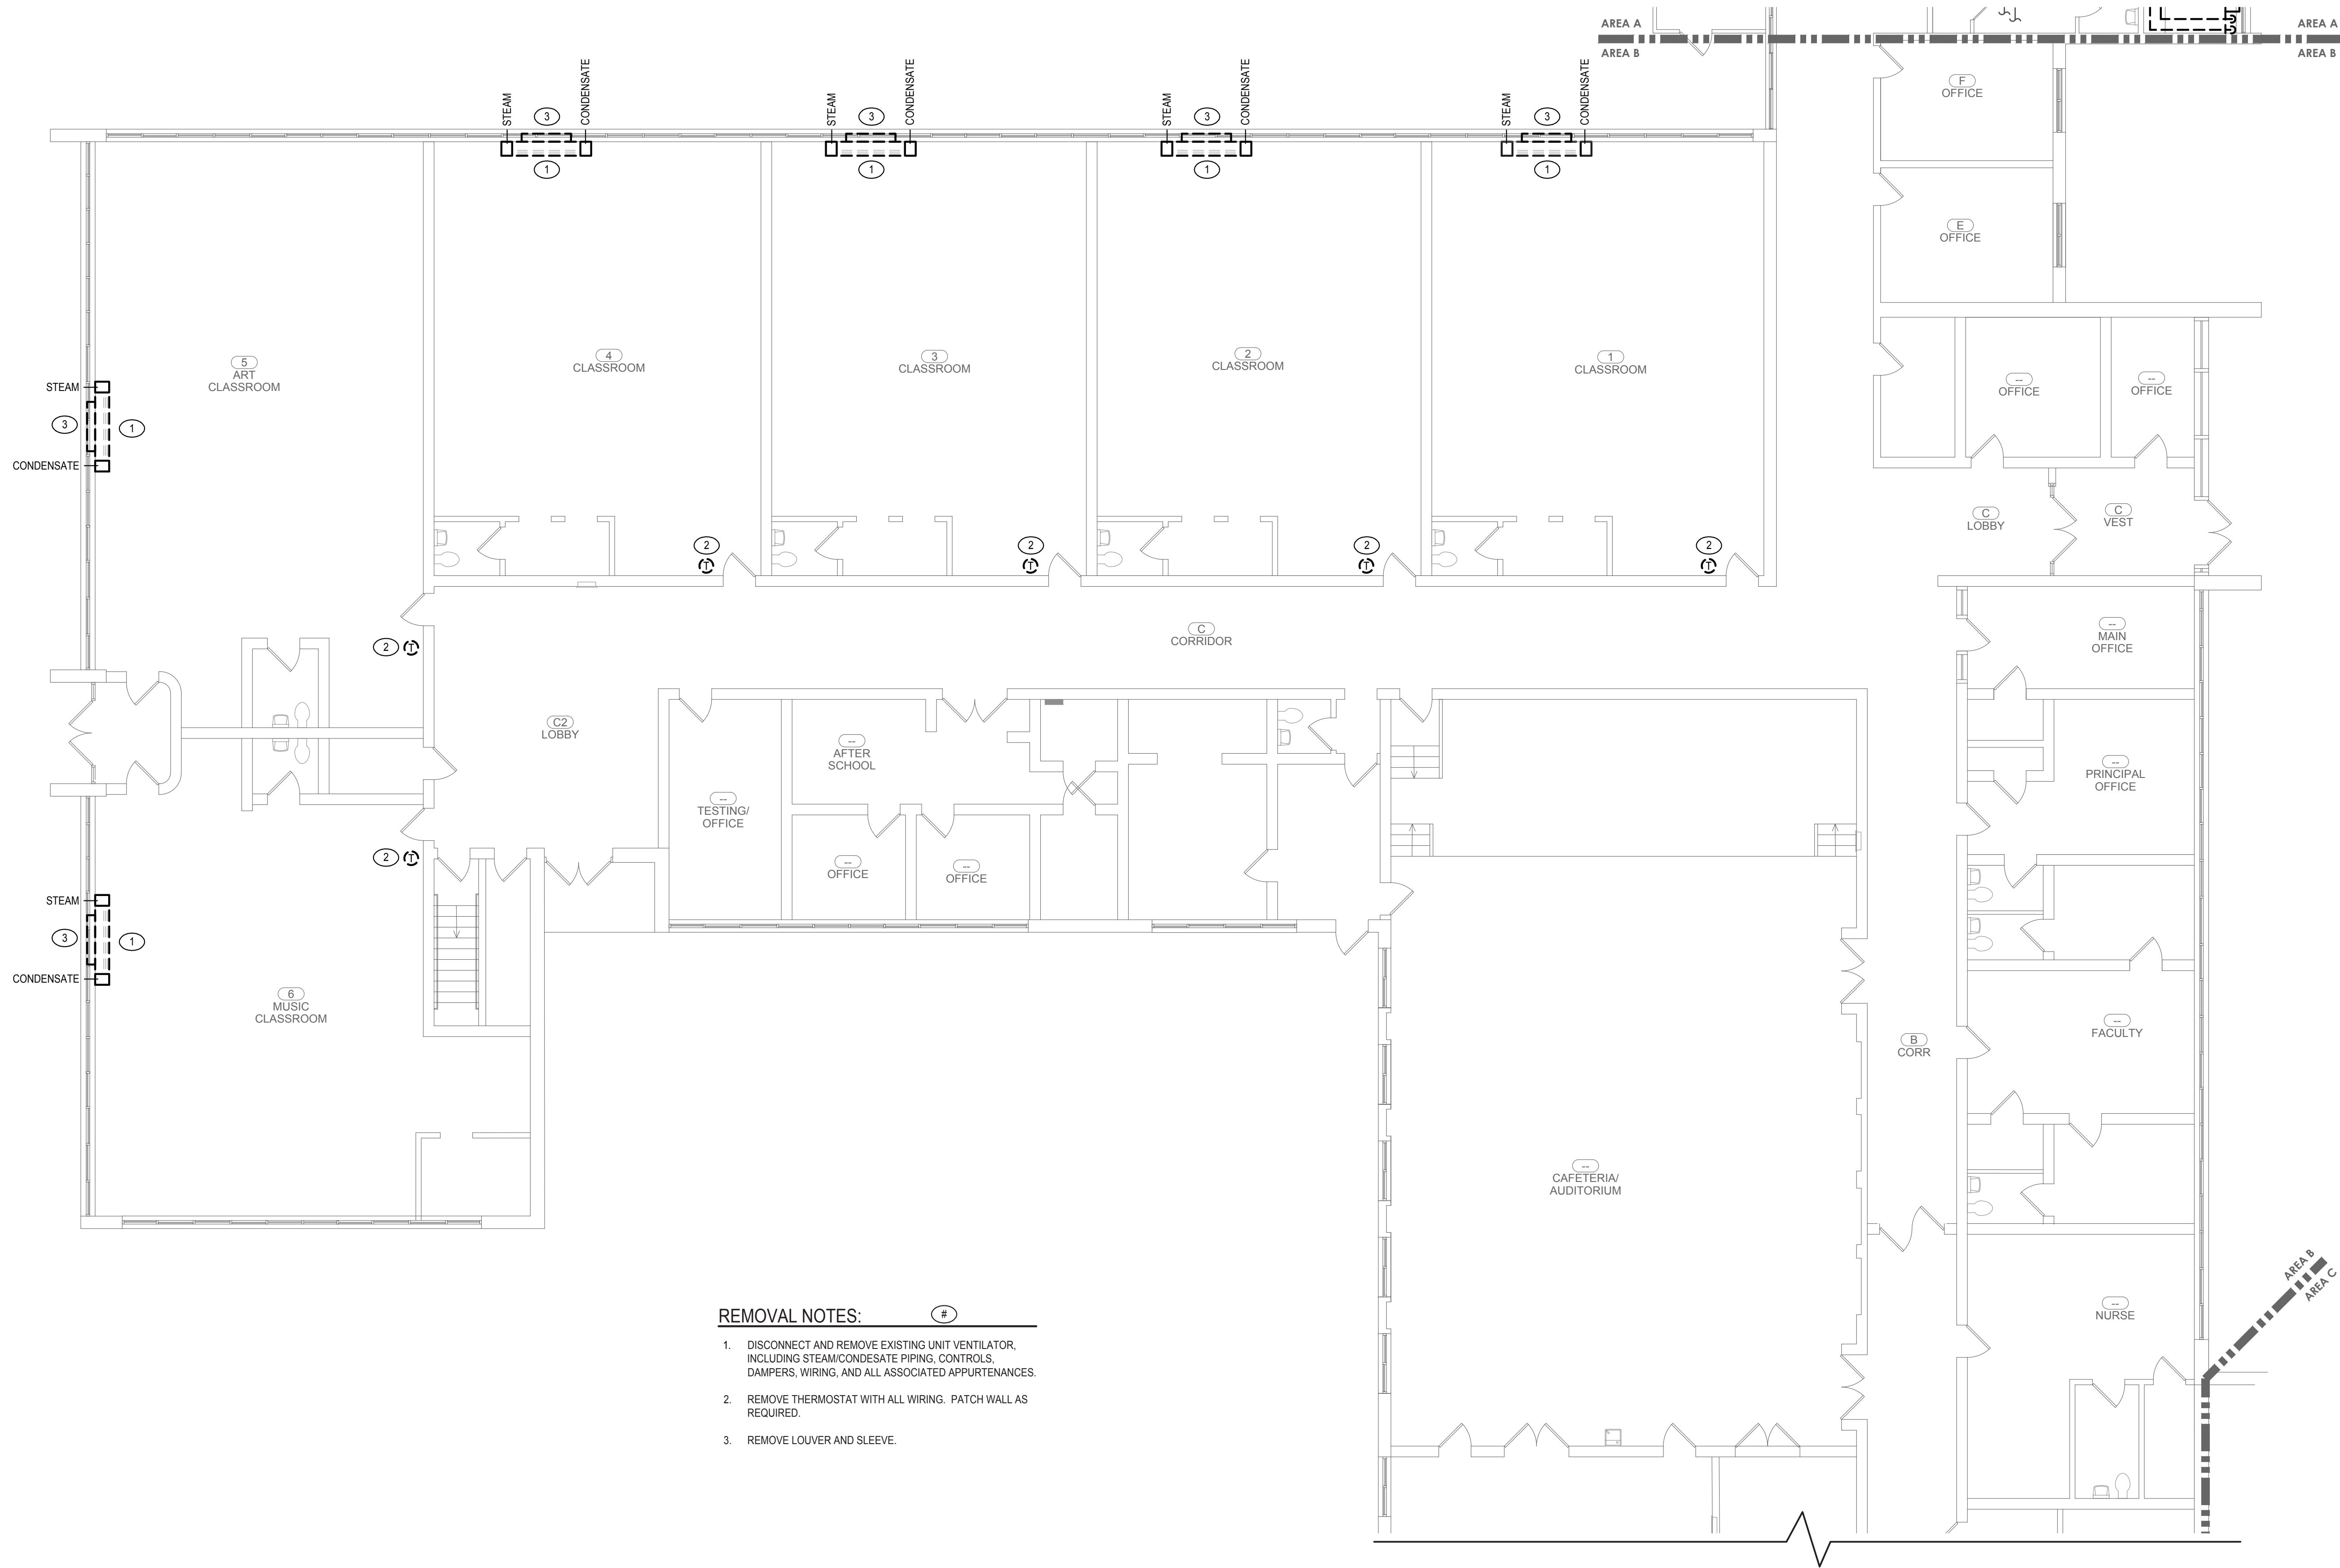 AREA A
AREA A
AREA B
AREA B
F
OFFICE
STEAM
3
CONDENSATE
STEAM
3
CONDENSATE
STEAM
3
CONDENSATE
STEAM
3
CONDENSATE
1
1
1
1
E
OFFICE
5
ART
CLASSROOM
4
CLASSROOM
3
CLASSROOM
2
CLASSROOM
1
CLASSROOM
--
OFFICE
--
OFFICE
STEAM
3
1
CONDENSATE
C
LOBBY
C
VEST
2
T
2
T
2
T
2
T
C
CORRIDOR
--
MAIN
OFFICE
2
T
C2
LOBBY
--
AFTER
SCHOOL
--
PRINCIPAL
OFFICE
--
TESTING/
OFFICE
2
T
--
OFFICE
--
OFFICE
STEAM
3
1
CONDENSATE
6
MUSIC
CLASSROOM
--
FACULTY
B
CORR
--
CAFETERIA/
AUDITORIUM
AREA B
AREA C
--
NURSE
REMOVAL NOTES:
#
1. DISCONNECT AND REMOVE EXISTING UNIT VENTILATOR,
INCLUDING STEAM/CONDESATE PIPING, CONTROLS,
DAMPERS, WIRING, AND ALL ASSOCIATED APPURTENANCES.
2. REMOVE THERMOSTAT WITH ALL WIRING. PATCH WALL AS
REQUIRED.
3. REMOVE LOUVER AND SLEEVE.